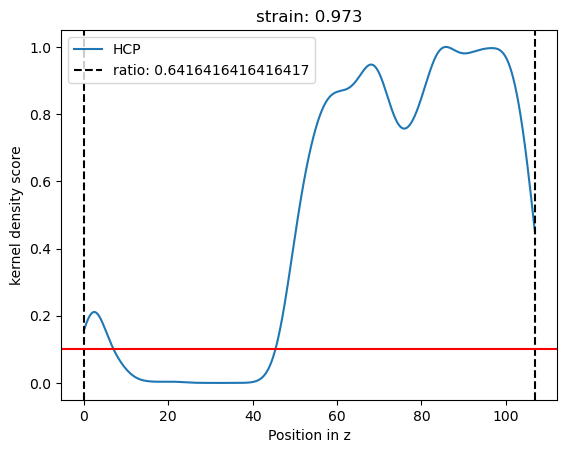 strain: 0.973
HCP
ratio: 0.6416416416416417
kernel density score
1.0
0.8
0.6
0.4
0.2
0.0
0 20 40 60 80 100
Position in z